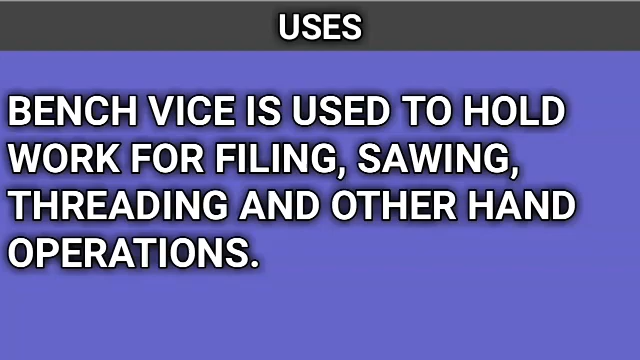 USES
BENCH VICE IS USED TO HOLD
WORK FOR FILING, SAWING,
THREADING AND OTHER HAND
OPERATIONS.